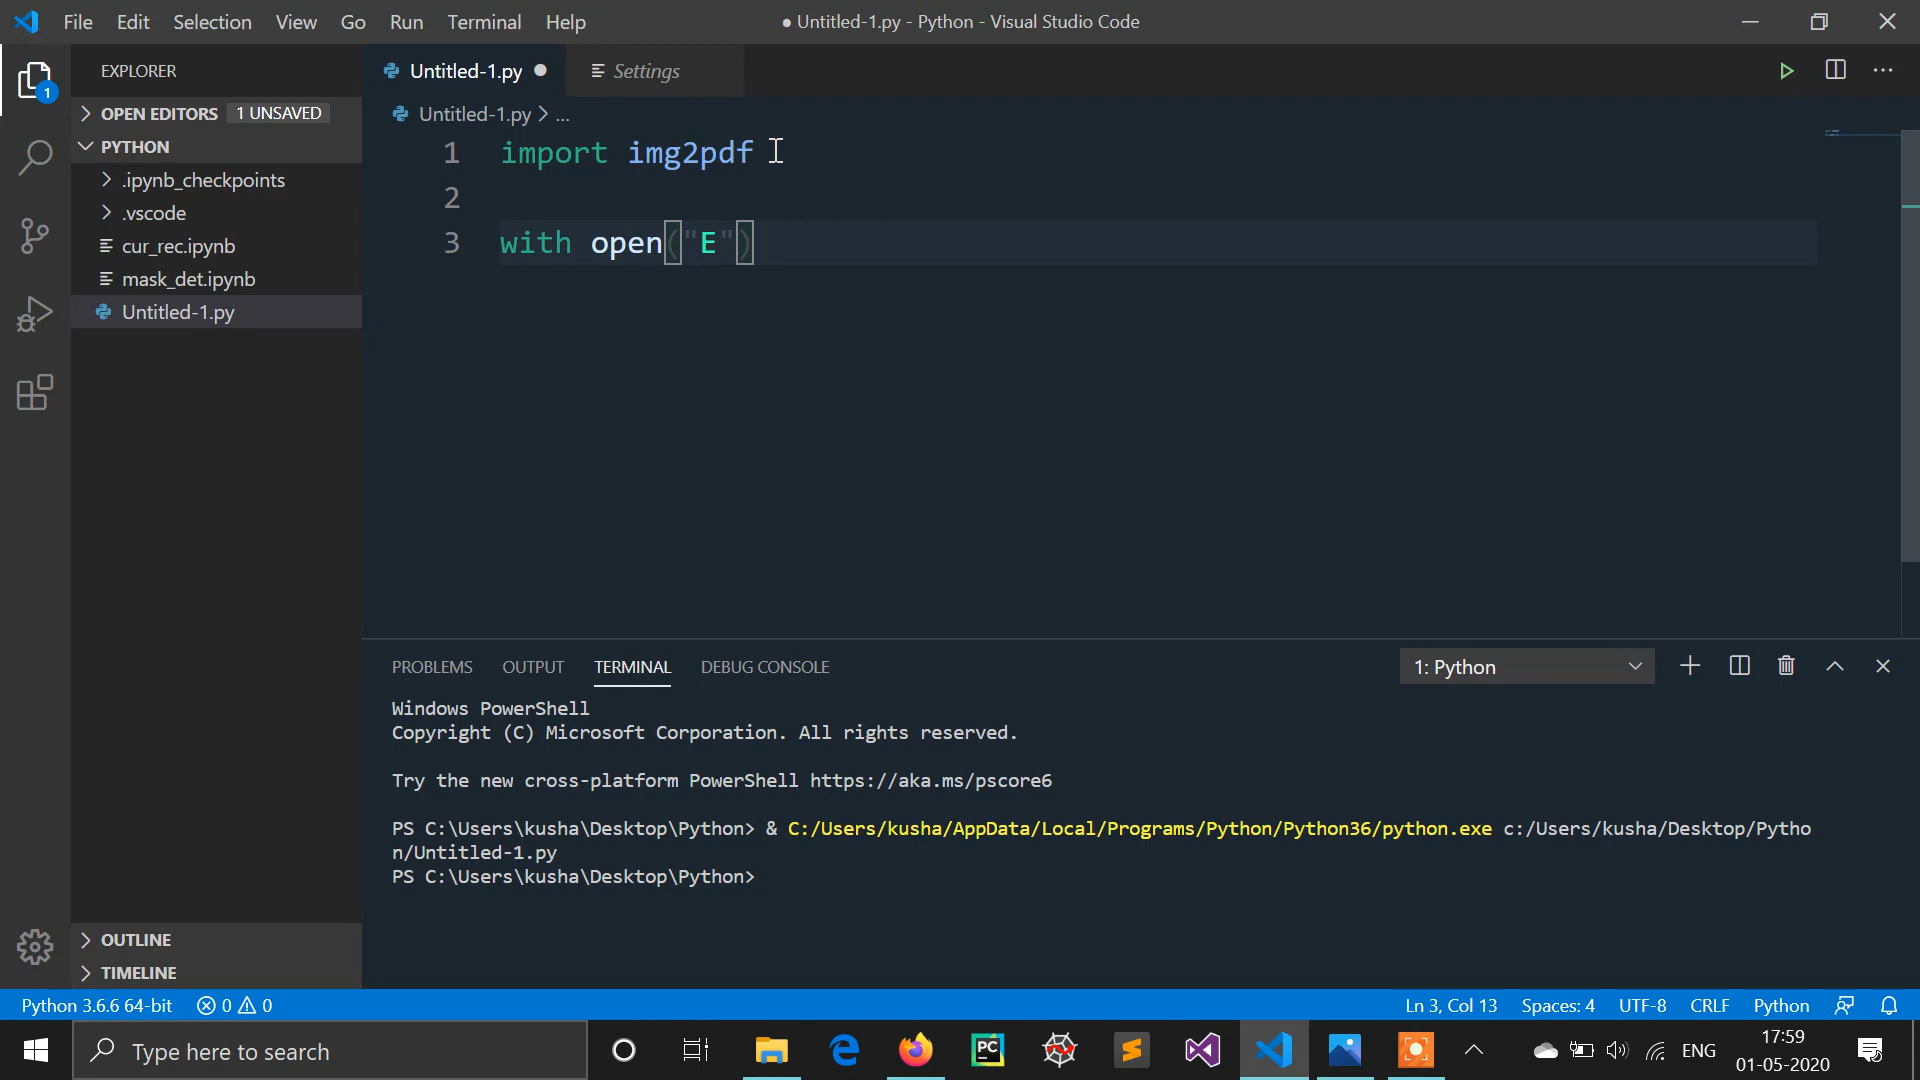 File Edit Selection View Go Run Terminal Help ● Untitled-1.py - Python - Visual Studio Code
EXPLORER
Untitled-1.py ● Settings
OPEN EDITORS 1 UNSAVED
PYTHON
.ipynb_checkpoints
.vscode
cur_rec.ipynb
mask_det.ipynb
Untitled-1.py
OUTLINE
TIMELINE
1
Untitled-1.py > ...
1 import img2pdf
2
3 with open("E")
PROBLEMS OUTPUT TERMINAL DEBUG CONSOLE 1: Python
Windows PowerShell
Copyright (C) Microsoft Corporation. All rights reserved.
Try the new cross-platform PowerShell https://aka.ms/pscore6
PS C:\Users\kusha\Desktop\Python> & C:/Users/kusha/AppData/Local/Programs/Python/Python36/python.exe c:/Users/kusha/Desktop/Pytho
n/Untitled-1.py
PS C:\Users\kusha\Desktop\Python>
Python 3.6.6 64-bit 0 0 Ln 3, Col 13 Spaces: 4 UTF-8 CRLF Python
Type here to search
PC
ENG
17:59
01-05-2020